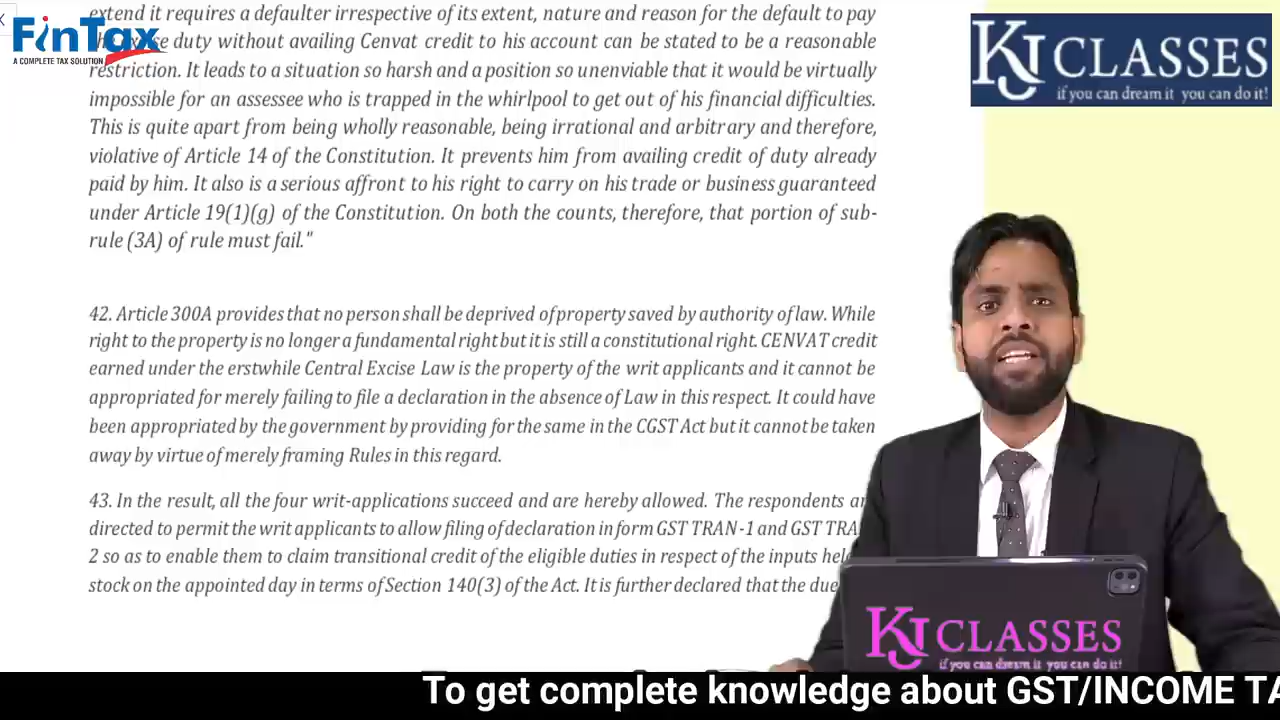 extend it requires a defaulter irrespective of its extent, nature and reason for the default to pay
FinTax
A COMPLETE TAX SOLUTION
duty without availing Cenvat credit to his account can be stated to be a reasonable
restriction. It leads to a situation so harsh and a position so unenviable that it would be virtually
impossible for an assessee who is trapped in the whirlpool to get out of his financial difficulties.
This is quite apart from being wholly reasonable, being irrational and arbitrary and therefore,
violative of Article 14 of the Constitution. It prevents him from availing credit of duty already
paid by him. It also is a serious affront to his right to carry on his trade or business guaranteed
under Article 19(1)(g) of the Constitution. On both the counts, therefore, that portion of sub-
rule (3A) of rule must fail."
42. Article 300A provides that no person shall be deprived of property saved by authority of law. While
right to the property is no longer a fundamental right but it is still a constitutional right. CENVAT credit
earned under the erstwhile Central Excise Law is the property of the writ applicants and it cannot be
appropriated for merely failing to file a declaration in the absence of Law in this respect. It could have
been appropriated by the government by providing for the same in the CGST Act but it cannot be taken
away by virtue of merely framing Rules in this regard.
43. In the result, all the four writ-applications succeed and are hereby allowed. The respondents
directed to permit the writ applicants to allow filing of declaration in form GST TRAN-1 and GST
2 so as to enable them to claim transitional credit of the eligible duties in respect of the inputs
stock on the appointed day in terms of Section 140(3) of the Act. It is further declared that the
KJ CLASSES
if you can dream it you can do it!
KJ CLASSES
if you can dream it you can do it!
To get complete knowledge about GST/INCOME